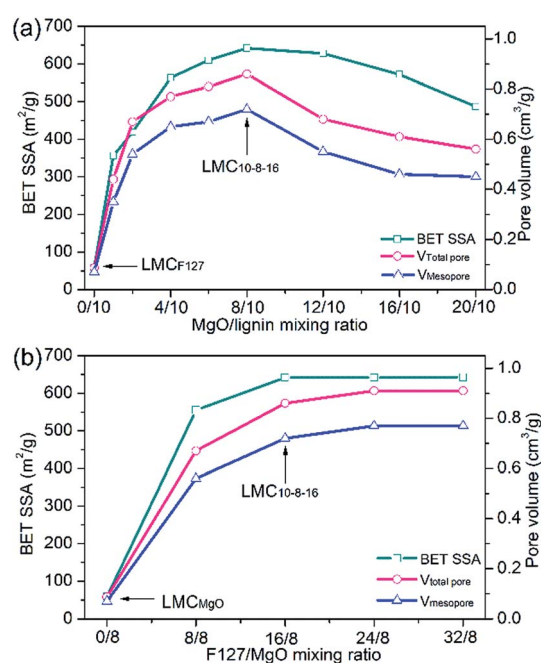 (a)
700
600
500
400
300
200
100
0
BET SSA (m²/g)
1.0
0.8
0.6
0.4
0.2
0.0
Pore volume (cm³/g)
LMC10-8-16
LMCF127
BET SSA
VTotal pore
VMesopore
0/10 4/10 8/10 12/10 16/10 20/10
MgO/lignin mixing ratio
(b)
700
600
500
400
300
200
100
0
BET SSA (m²/g)
1.0
0.8
0.6
0.4
0.2
0.0
Pore volume (cm³/g)
LMC10-8-16
LMCMgO
BET SSA
Vtotal pore
Vmesopore
0/8 8/8 16/8 24/8 32/8
F127/MgO mixing ratio